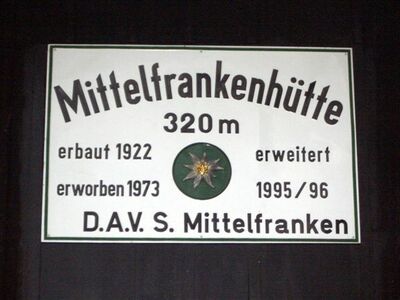 Mittelfrankenhütte
320 m
erbaut 1922 erweitert
erworben 1973 1995/96
D.A.V. S. Mittelfranken